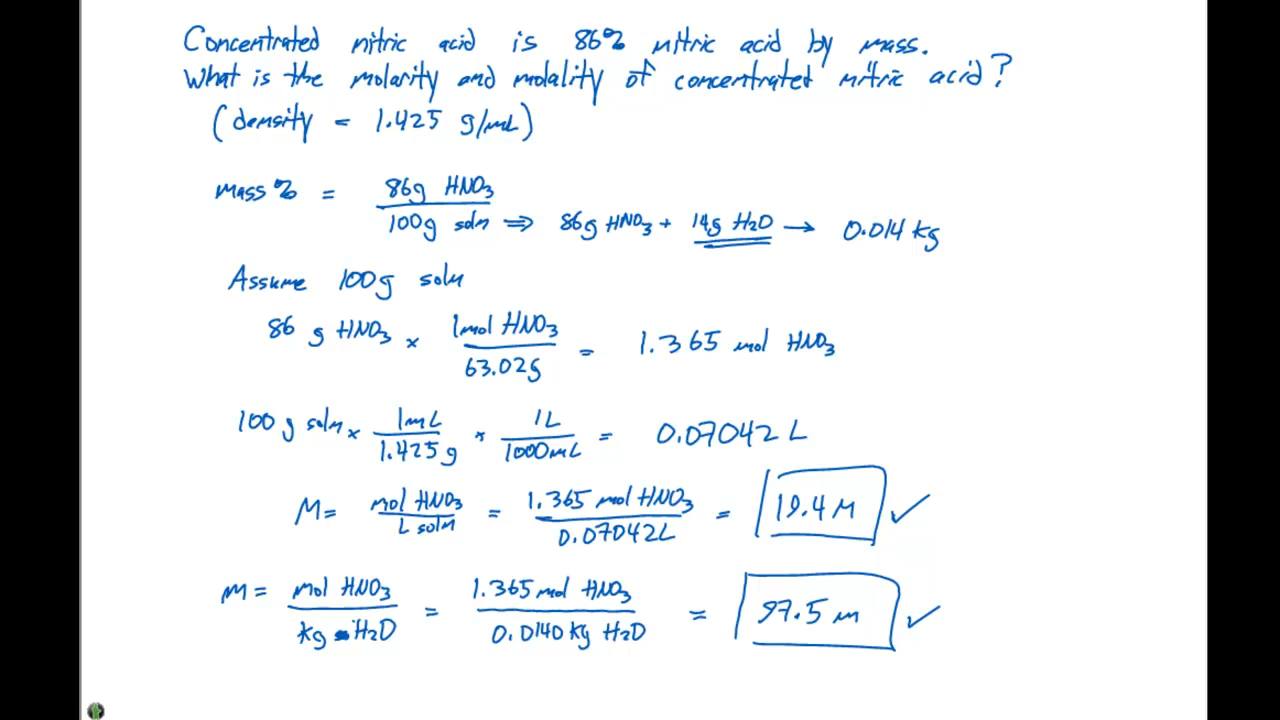 Concentrated nitric acid is 86% nitric acid by mass.
What is the molarity and molality of concentrated nitric acid?
(density = 1.425 g/mL)
mass % = 86g HNO3 / 100g soln ⇒ 86g HNO3 + 14g H2O → 0.014 kg
Assume 100g soln
86 g HNO3 × 1mol HNO3 / 63.02g = 1.365 mol HNO3
100 g soln × 1mL / 1.425g × 1L / 1000mL = 0.07042 L
M = mol HNO3 / L soln = 1.365 mol HNO3 / 0.07042L = 19.4 M ✓
m = mol HNO3 / kg H2O = 1.365 mol HNO3 / 0.0140 kg H2O = 97.5 m ✓